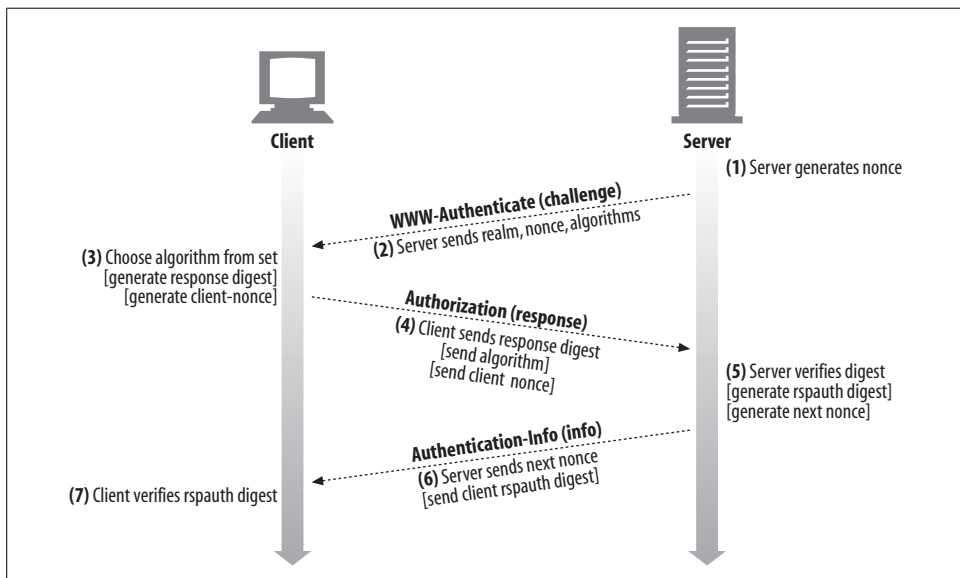 Client
Server
(1) Server generates nonce
WWW-Authenticate (challenge)
(2) Server sends realm, nonce, algorithms
(3) Choose algorithm from set
[generate response digest]
[generate client-nonce]
Authorization (response)
(4) Client sends response digest
[send algorithm]
[send client nonce]
(5) Server verifies digest
[generate rspauth digest]
[generate next nonce]
Authentication-Info (info)
(6) Server sends next nonce
[send client rspauth digest]
(7) Client verifies rspauth digest